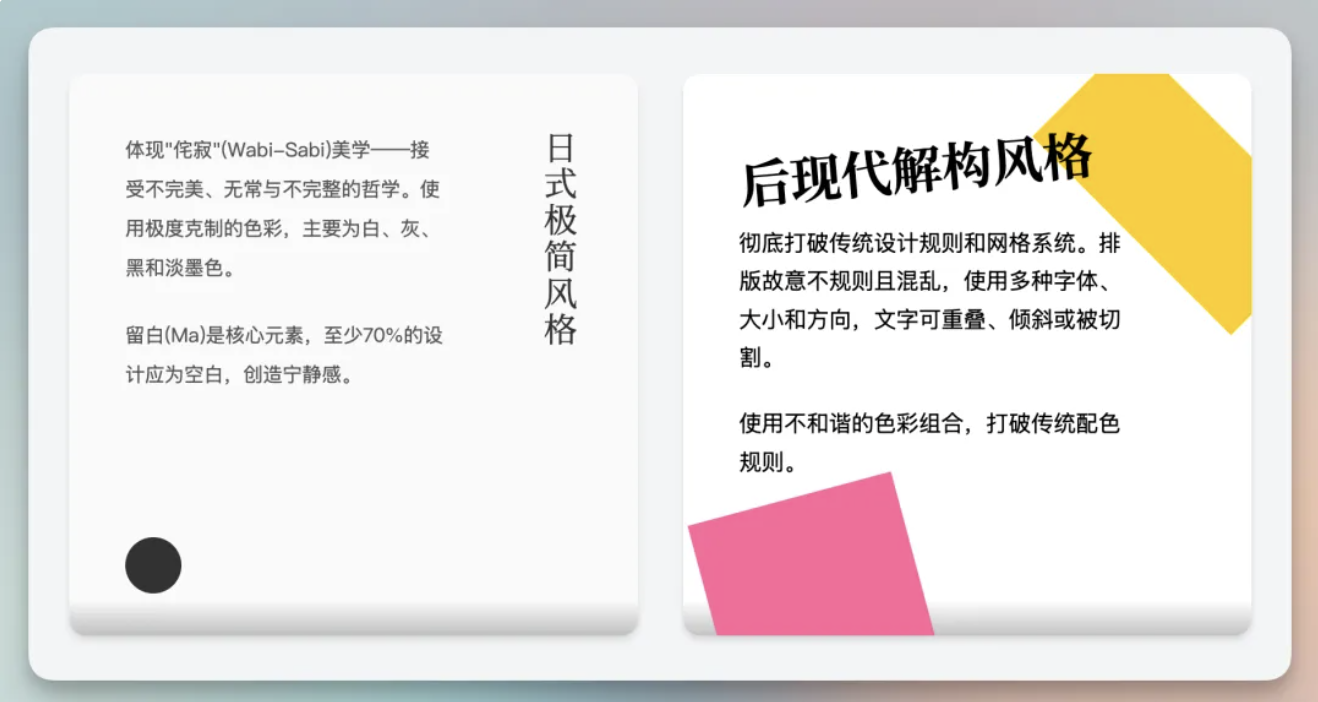 日式极简风格
体现"侘寂"(Wabi-Sabi)美学——接
受不完美、无常与不完整的哲学。使
用极度克制的色彩，主要为白、灰、
黑和淡墨色。
留白(Ma)是核心元素，至少70%的设
计应为空白，创造宁静感。
后现代解构风格
彻底打破传统设计规则和网格系统。排
版故意不规则且混乱，使用多种字体、
大小和方向，文字可重叠、倾斜或被切
割。
使用不和谐的色彩组合，打破传统配色
规则。